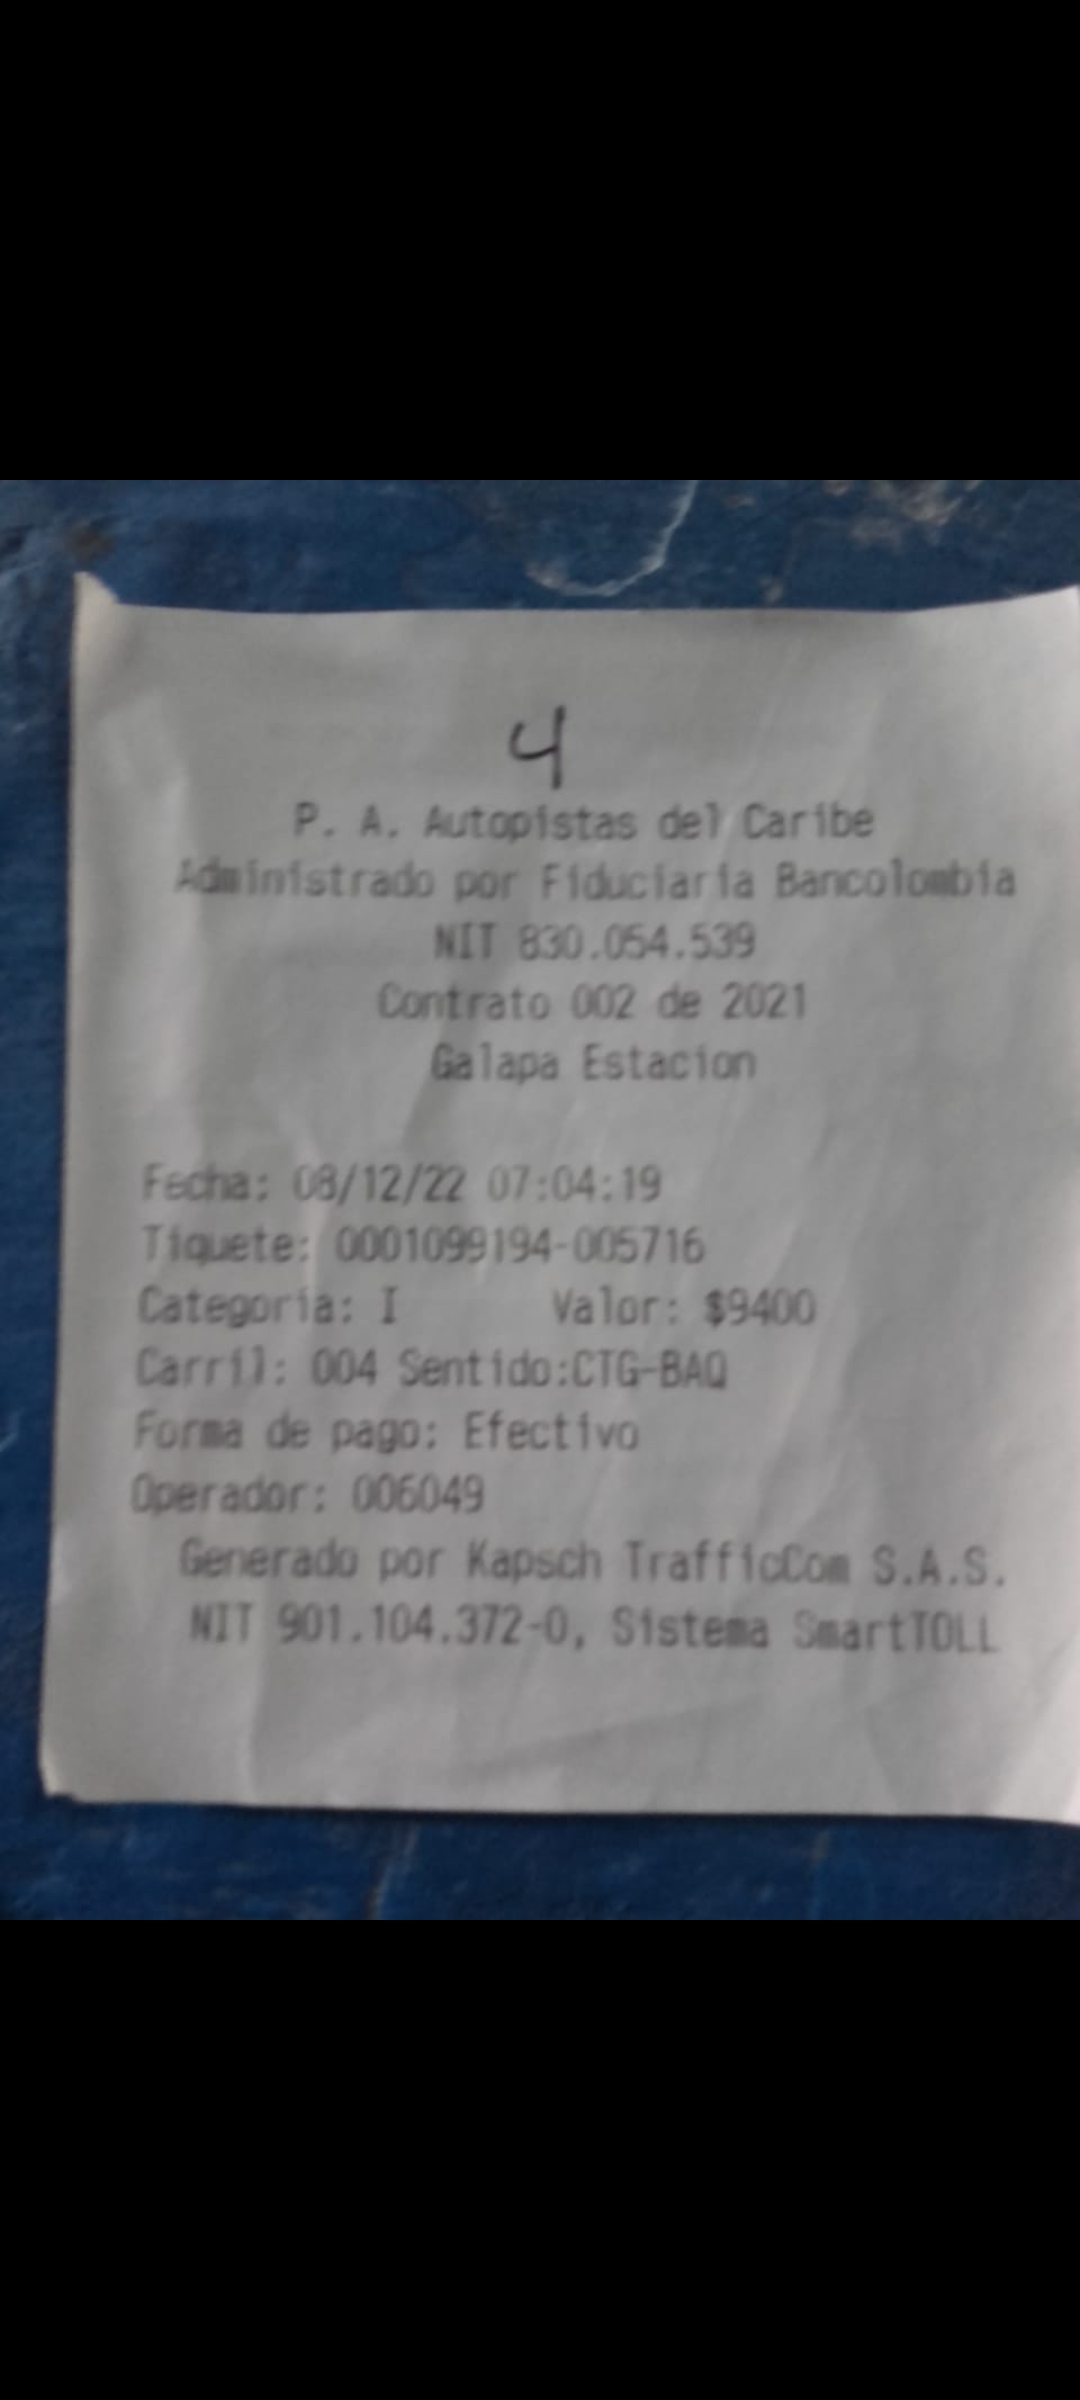 4
P. A. Autopistas del Caribe
Administrado por Fiduciaria Bancolombia
NIT 830.054.539
Contrato 002 de 2021
Galapa Estacion
Fecha: 08/12/22 07:04:19
Tiquete: 0001099194-005716
Categoria: I Valor: $9400
Carril: 004 Sentido:CTG-BAQ
Forma de pago: Efectivo
Operador: 006049
Generado por Kapsch TrafficCom S.A.S.
NIT 901.104.372-0, Sistema SmartTOLL